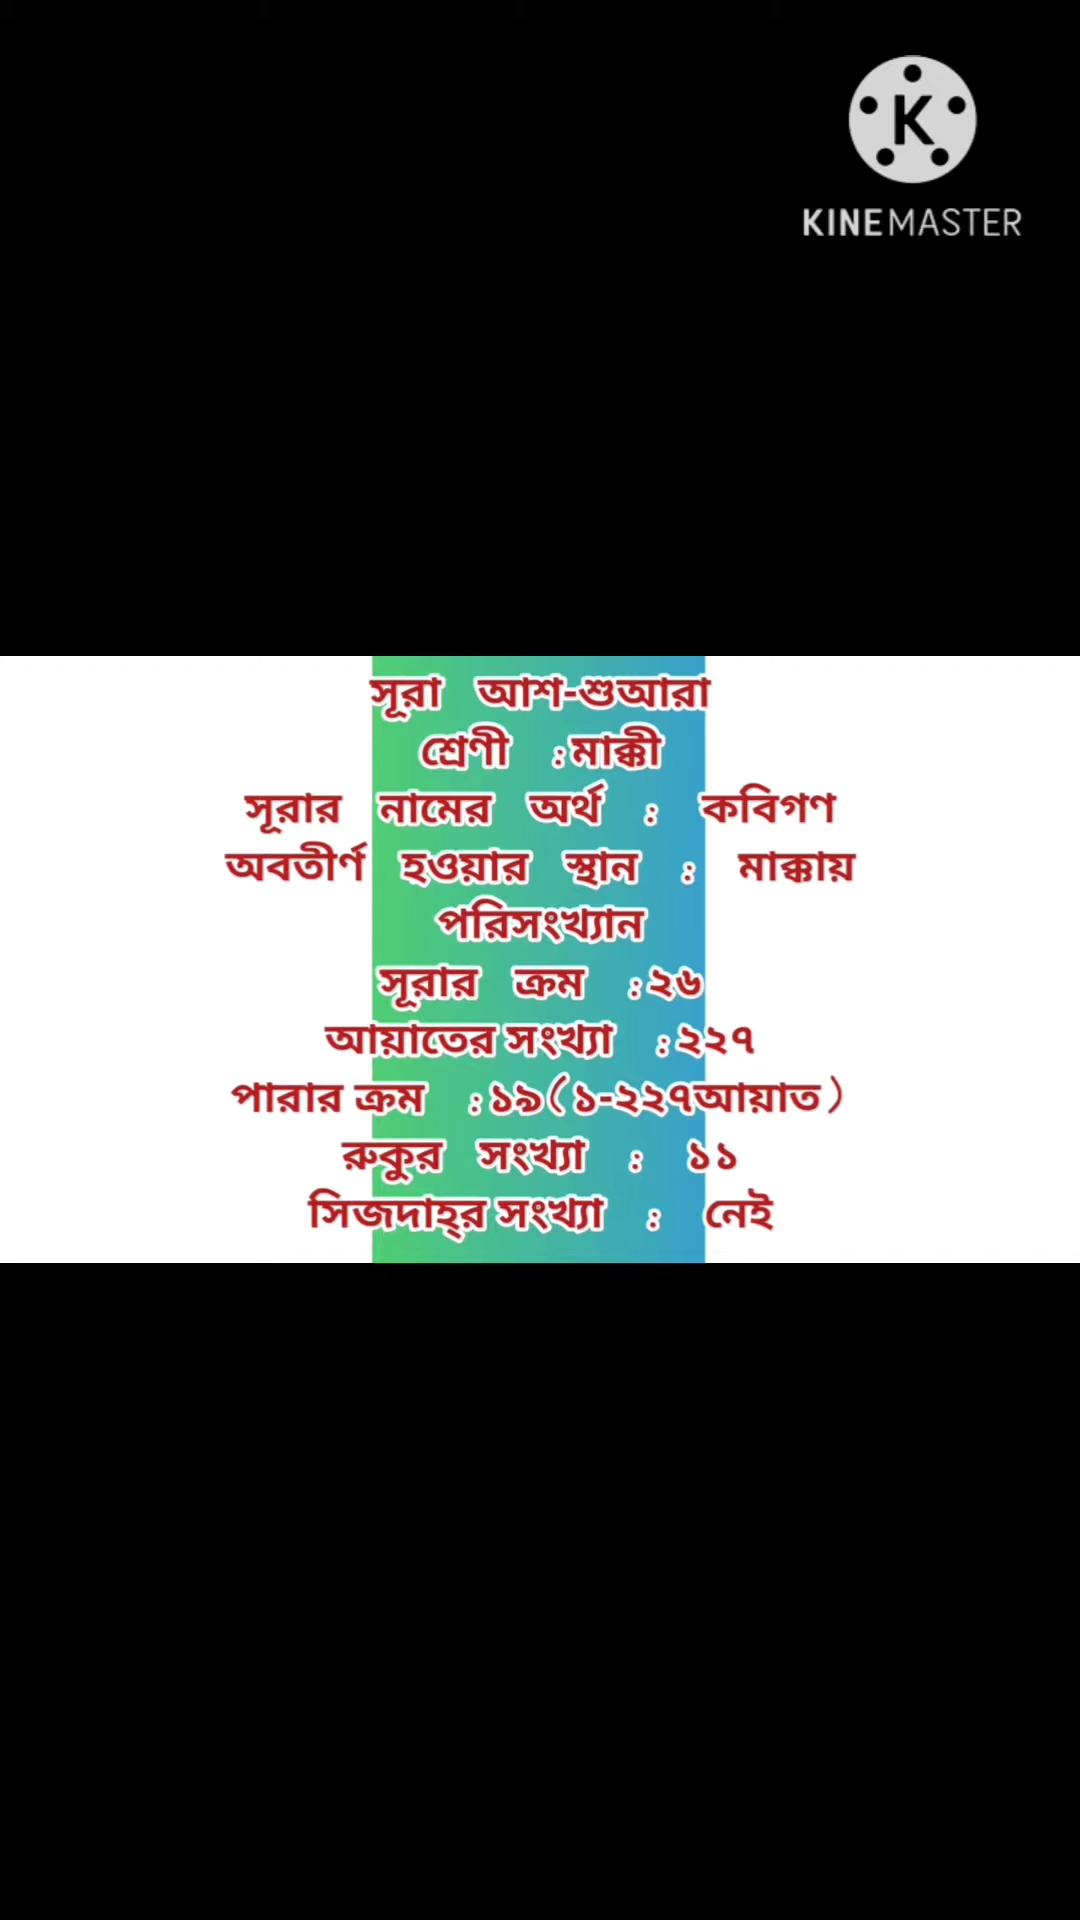 KINEMASTER
সূরা আশ-শুআরা
শ্রেণী :মাক্কী
সূরার নামের অর্থ : কবিগণ
অবতীর্ণ হওয়ার স্থান : মাক্কায়
পরিসংখ্যান
সূরার ক্রম :২৬
আয়াতের সংখ্যা :২২৭
পারার ক্রম :১৯(১-২২৭আয়াত)
রুকুর সংখ্যা : ১১
সিজদাহ্‌র সংখ্যা : নেই